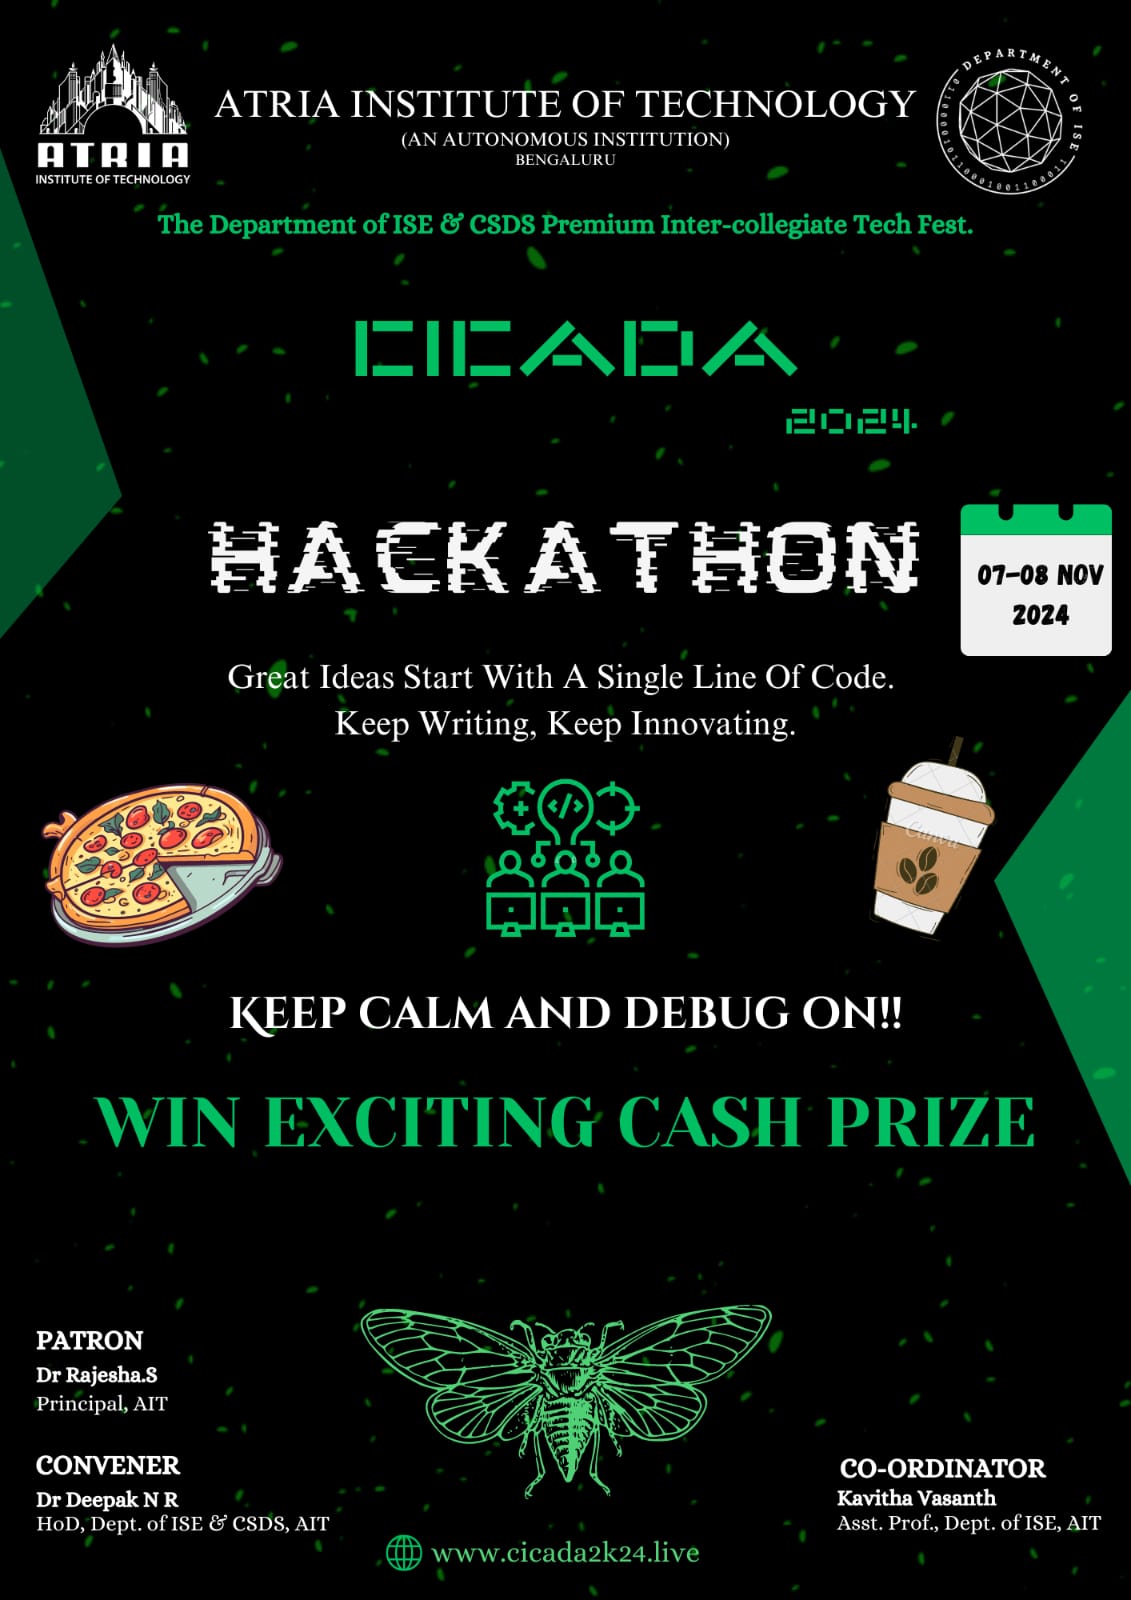 ATRIA
INSTITUTE OF TECHNOLOGY
ATRIA INSTITUTE OF TECHNOLOGY
(AN AUTONOMOUS INSTITUTION)
BENGALURU
DEPARTMENT OF ISE
The Department of ISE & CSDS Premium Inter-collegiate Tech Fest.
CICADA
2024
HACKATHON
07-08 NOV
2024
Great Ideas Start With A Single Line Of Code.
Keep Writing, Keep Innovating.
</>
Canva
KEEP CALM AND DEBUG ON!!
WIN EXCITING CASH PRIZE
PATRON
Dr Rajesha.S
Principal, AIT
CONVENER
Dr Deepak N R
HoD, Dept. of ISE & CSDS, AIT
CO-ORDINATOR
Kavitha Vasanth
Asst. Prof., Dept. of ISE, AIT
www.cicada2k24.live